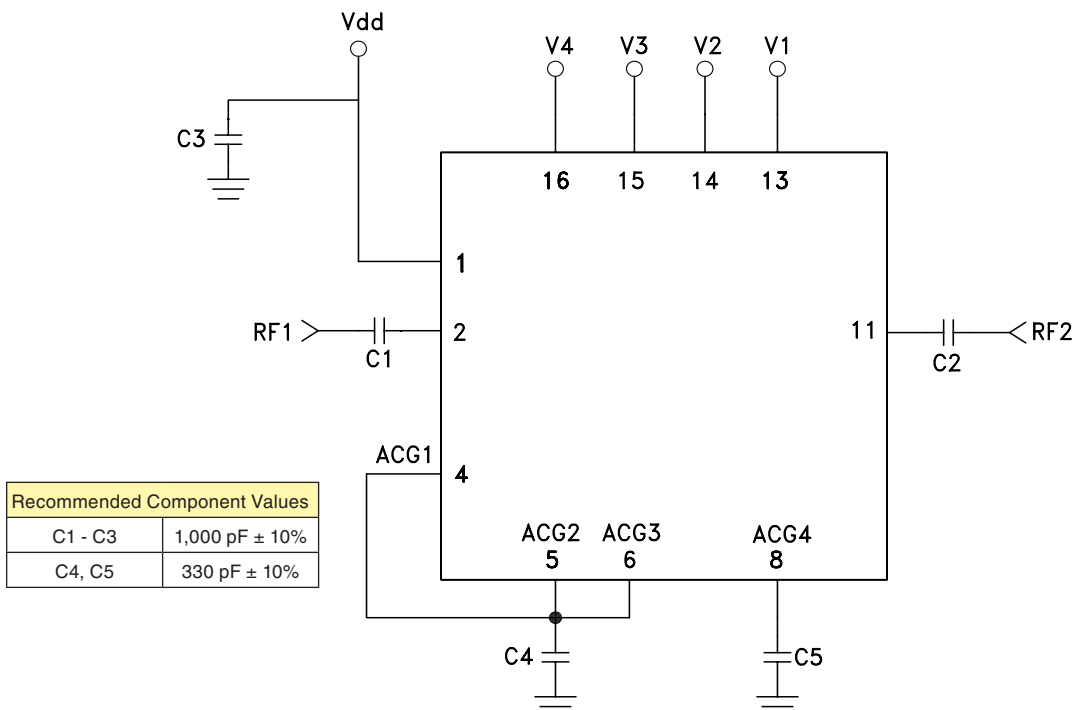 Vdd
V4 V3 V2 V1
C3
16 15 14 13
1
RF1
C1
2
11
C2
RF2
ACG1
4
Recommended Component Values
C1 - C3 1,000 pF ± 10%
C4, C5 330 pF ± 10%
ACG2 ACG3 ACG4
5 6 8
C4
C5